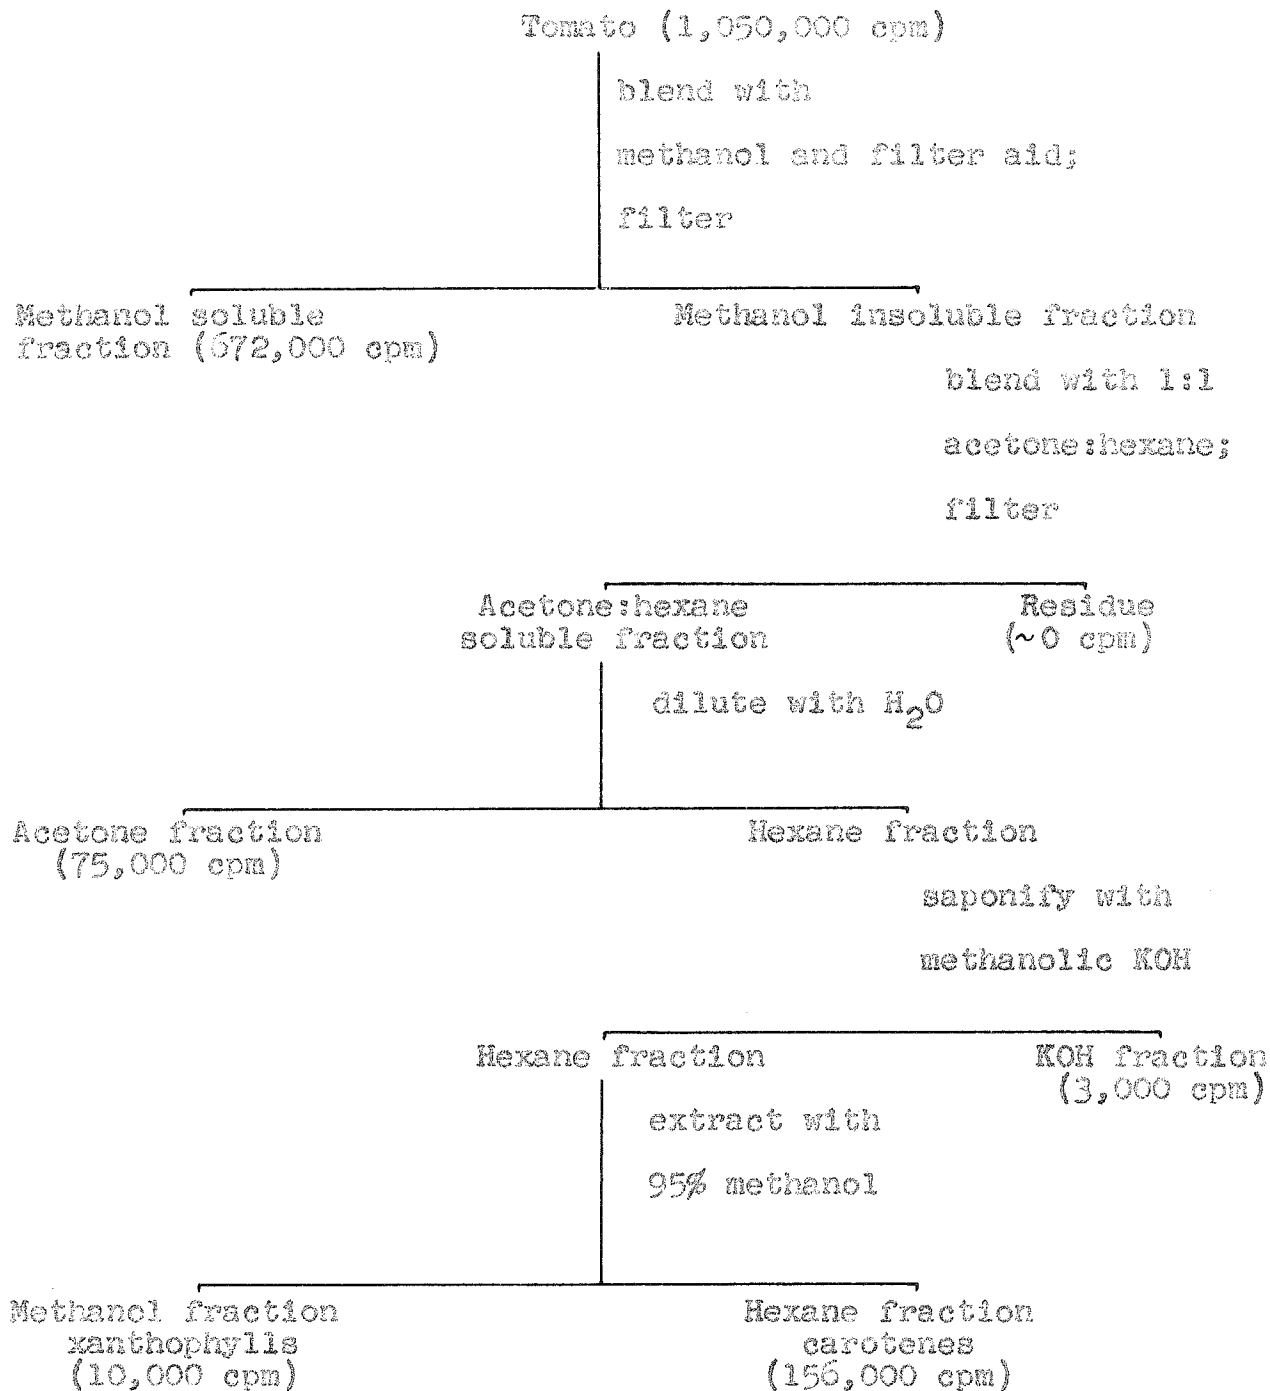 Tomato (1,050,000 cpm)
blend with
methanol and filter aid;
filter
Methanol soluble
fraction (672,000 cpm)
Methanol insoluble fraction
blend with 1:1
acetone:hexane;
filter
Acetone:hexane
soluble fraction
Residue
(~0 cpm)
dilute with H₂O
Acetone fraction
(75,000 cpm)
Hexane fraction
saponify with
methanolic KOH
Hexane fraction
KOH fraction
(3,000 cpm)
extract with
95% methanol
Methanol fraction
xanthophylls
(10,000 cpm)
Hexane fraction
carotenes
(156,000 cpm)